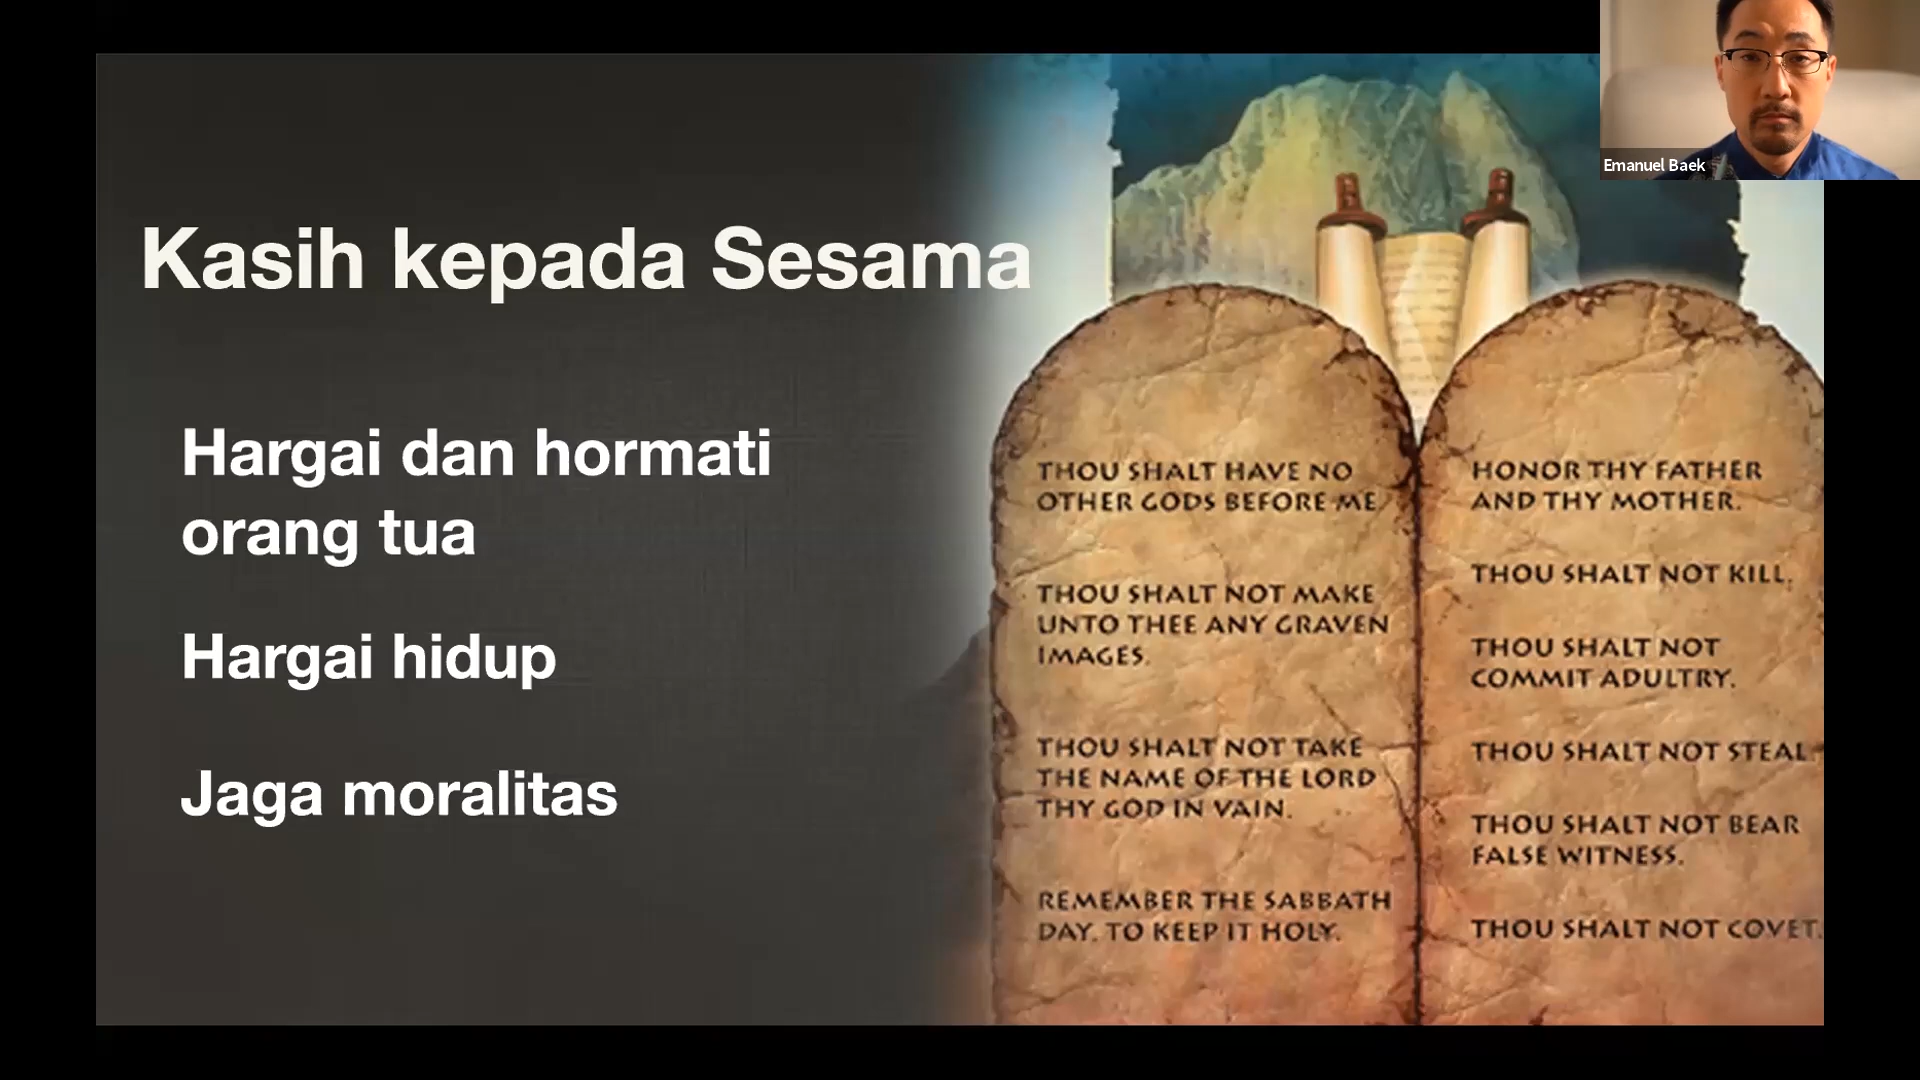 Emanuel Baek
Kasih kepada Sesama
Hargai dan hormati
orang tua
Hargai hidup
Jaga moralitas
THOU SHALT HAVE NO
OTHER GODS BEFORE ME
THOU SHALT NOT MAKE
UNTO THEE ANY GRAVEN
IMAGES.
THOU SHALT NOT TAKE
THE NAME OF THE LORD
THY GOD IN VAIN.
REMEMBER THE SABBATH
DAY, TO KEEP IT HOLY.
HONOR THY FATHER
AND THY MOTHER.
THOU SHALT NOT KILL.
THOU SHALT NOT
COMMIT ADULTRY.
THOU SHALT NOT STEAL.
THOU SHALT NOT BEAR
FALSE WITNESS.
THOU SHALT NOT COVET.